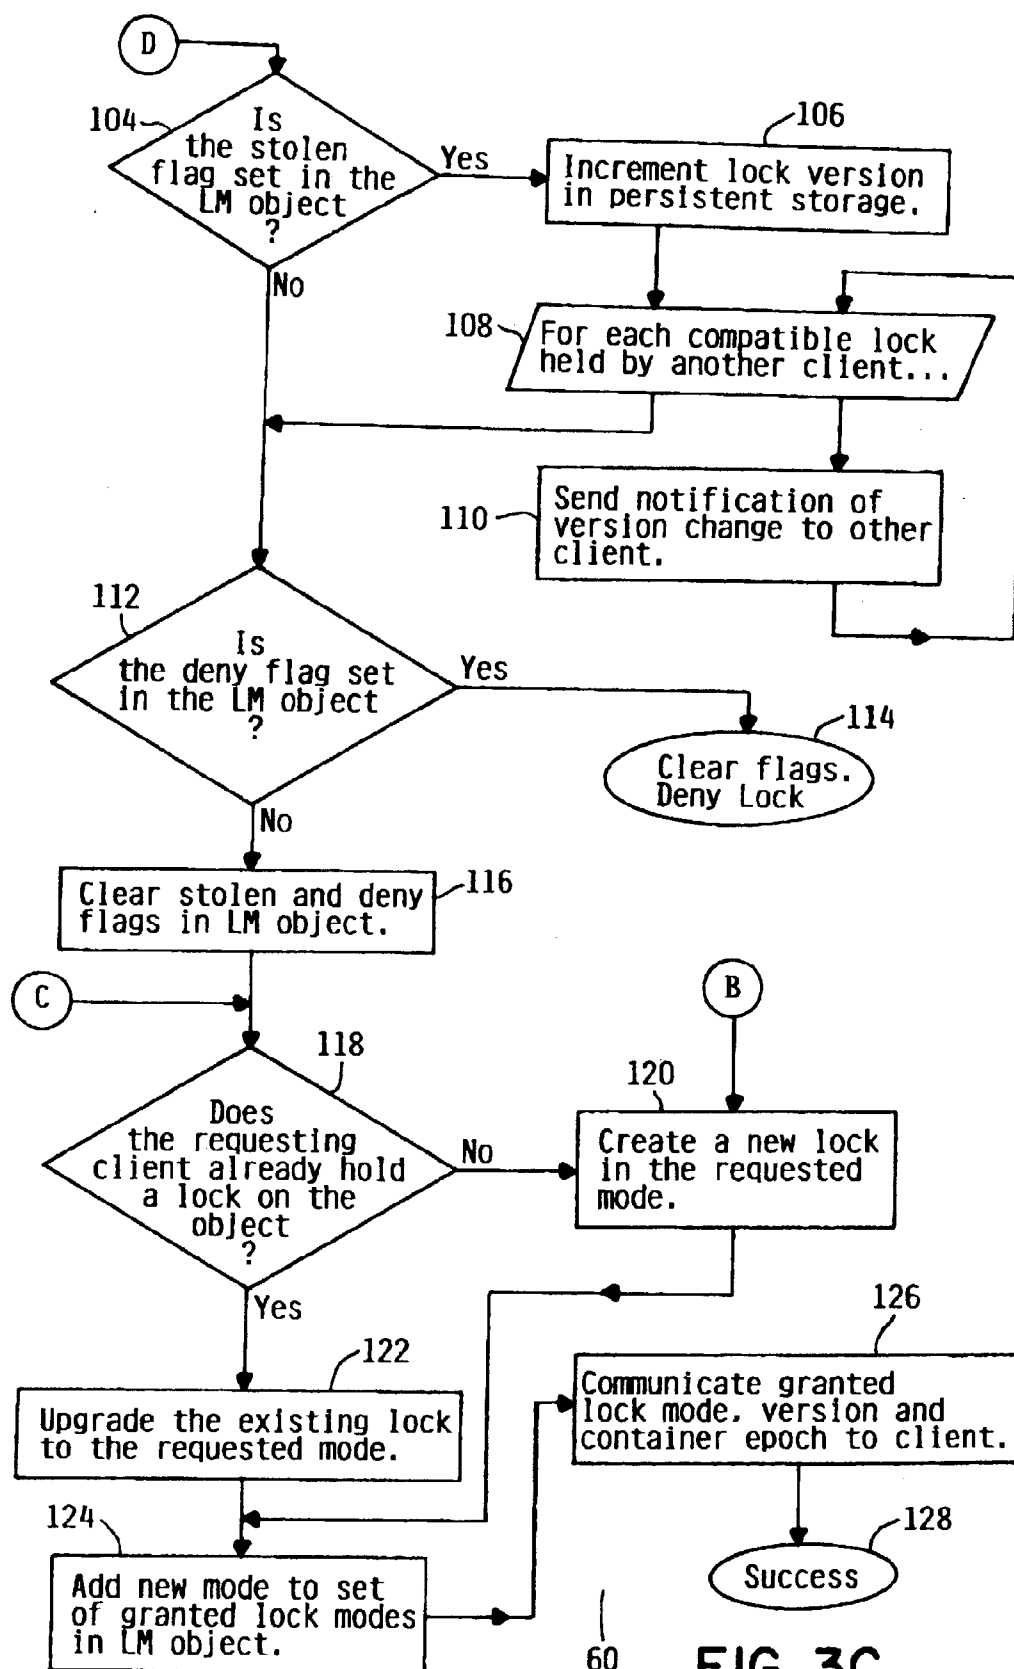 D
104
Is
the stolen
flag set in the
LM object
?
Yes
No
106
Increment lock version
in persistent storage.
108
For each compatible lock
held by another client...
110
Send notification of
version change to other
client.
112
Is
the deny flag set
in the LM object
?
Yes
No
114
Clear flags.
Deny Lock
116
Clear stolen and deny
flags in LM object.
C
B
118
Does
the requesting
client already hold
a lock on the
object
?
No
Yes
120
Create a new lock
in the requested
mode.
122
Upgrade the existing lock
to the requested mode.
124
Add new mode to set
of granted lock modes
in LM object.
126
Communicate granted
lock mode, version and
container epoch to client.
128
Success
60
FIG. 3C